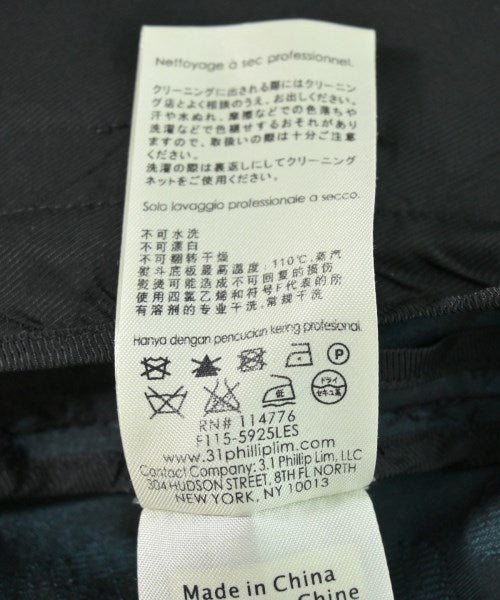 Nettoyage à sec professionnel.
クリーニングに出される際にはクリーニン
グ店とよく相談のうえ、お出しください。
汗や水ぬれ、摩擦などでの色落ちや
洗濯などで色褪せするおそれがあり
ますので、取扱いの際は十分ご注意
ください。
洗濯の際は裏返しにしてクリーニング
ネットをご使用ください。
Solo lavaggio professionale a secco.
不可水洗
不可漂白
不可翻转干燥
熨斗底板最高温度：110℃,蒸汽
熨烫可能造成不可回复的损伤
使用四氯乙烯和符号F代表的所
有溶剂的专业干洗,常规干洗
Hanya dengan pencucian kering profesional.
P
ドライ
セキユ系
RN# 114776
F115-5925LES
www.31philliplim.com
Contact Company: 3.1 Phillip Lim, LLC
304 HUDSON STREET, 8TH FL NORTH
NEW YORK, NY 10013
Made in China
Chine